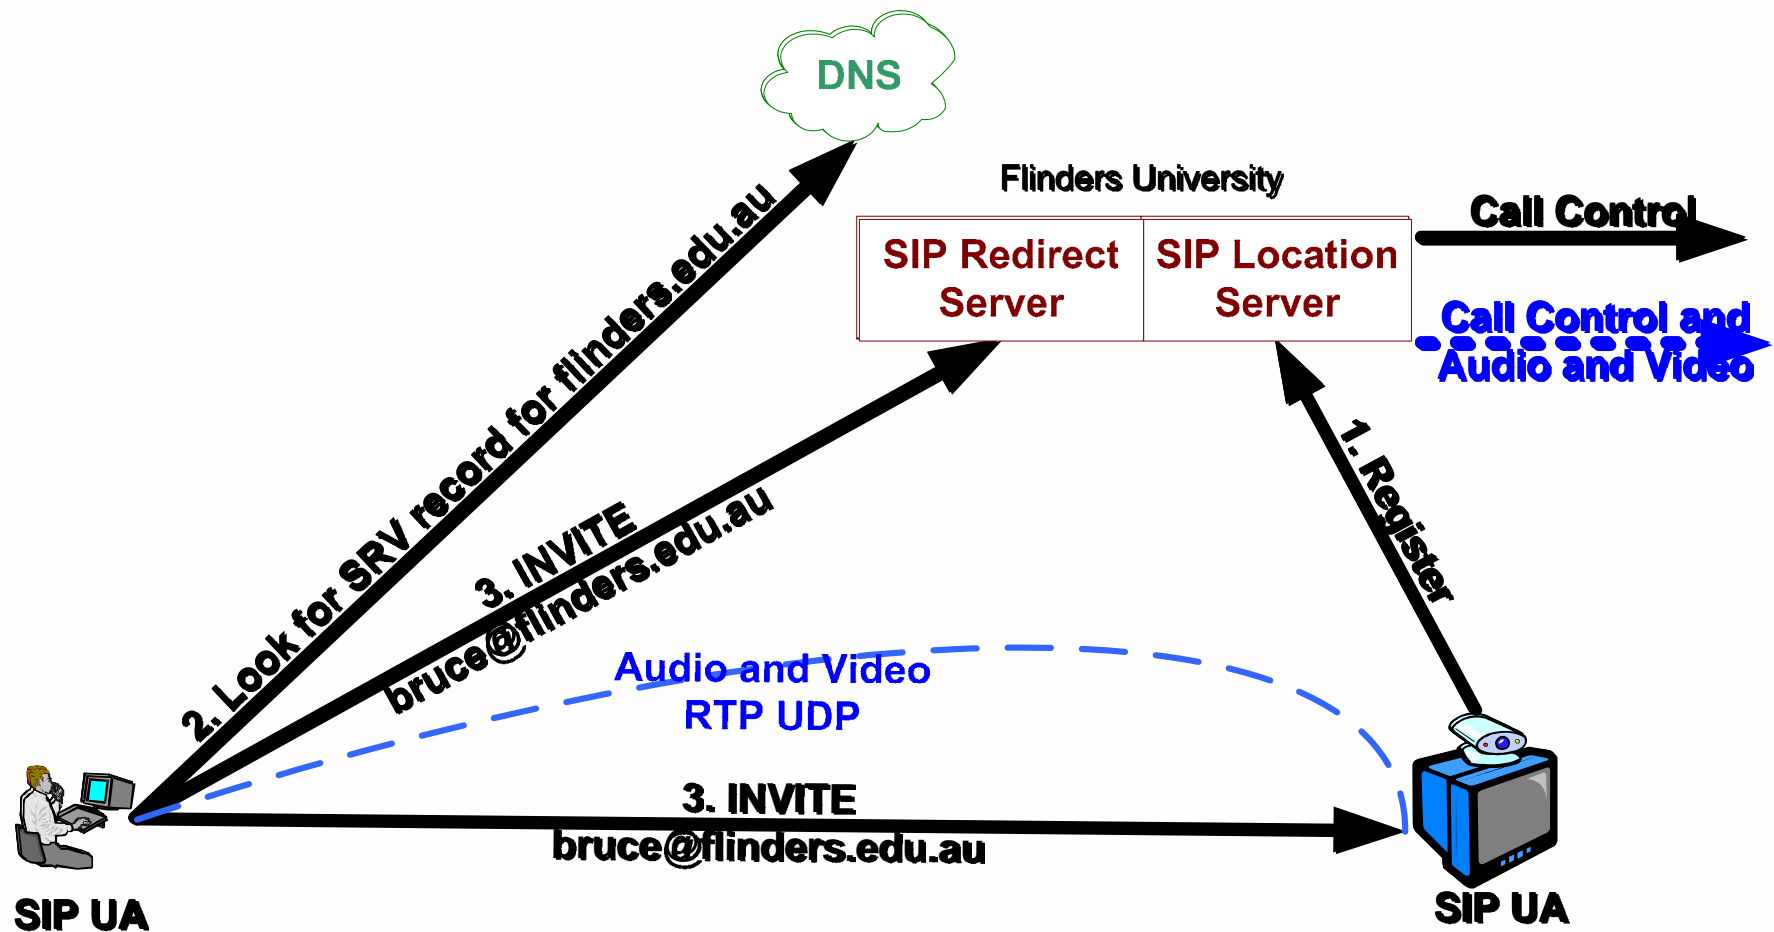 DNS
Flinders University
SIP Redirect
Server
SIP Location
Server
Call Control
Call Control and
Audio and Video
2. Look for SRV record for flinders.edu.au
3. INVITE
bruce@flinders.edu.au
1. Register
Audio and Video
RTP UDP
3. INVITE
bruce@flinders.edu.au
SIP UA
SIP UA